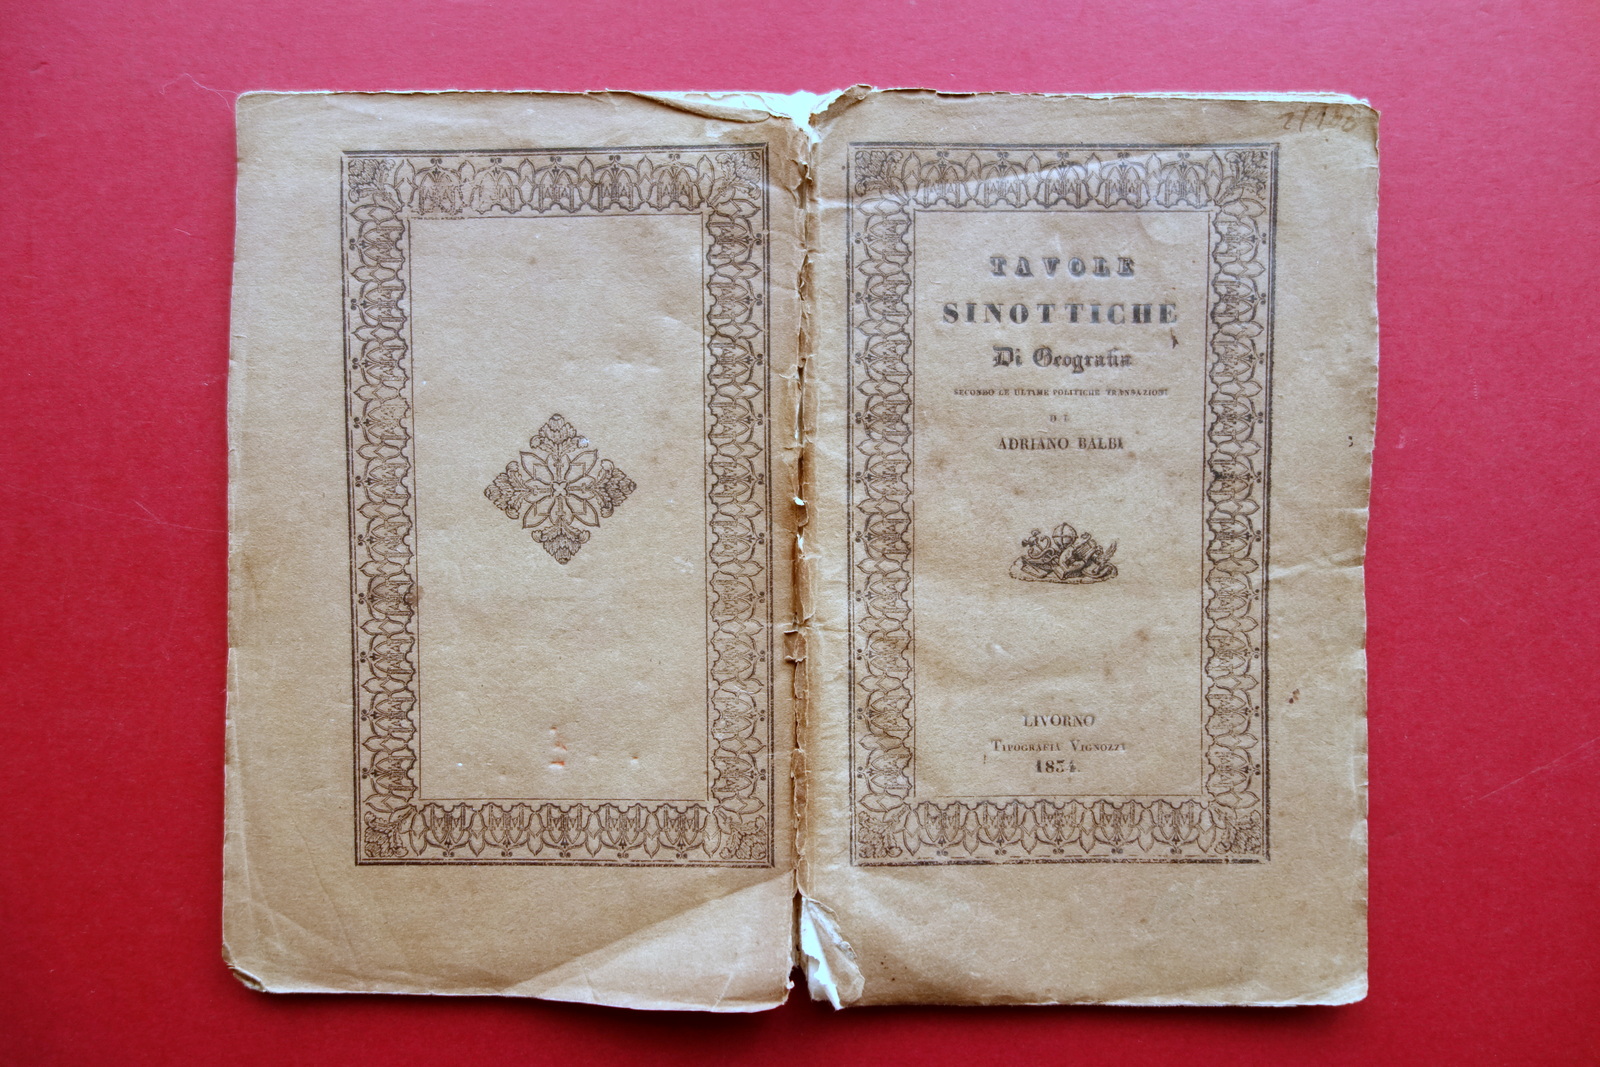 TAVOLE
SINOTTICHE
Di Geografia
SECONDO LE ULTIME POLITICHE TRANSAZIONI
DI
ADRIANO BALBI
LIVORNO
TIPOGRAFIA VIGNOZZI
1834.